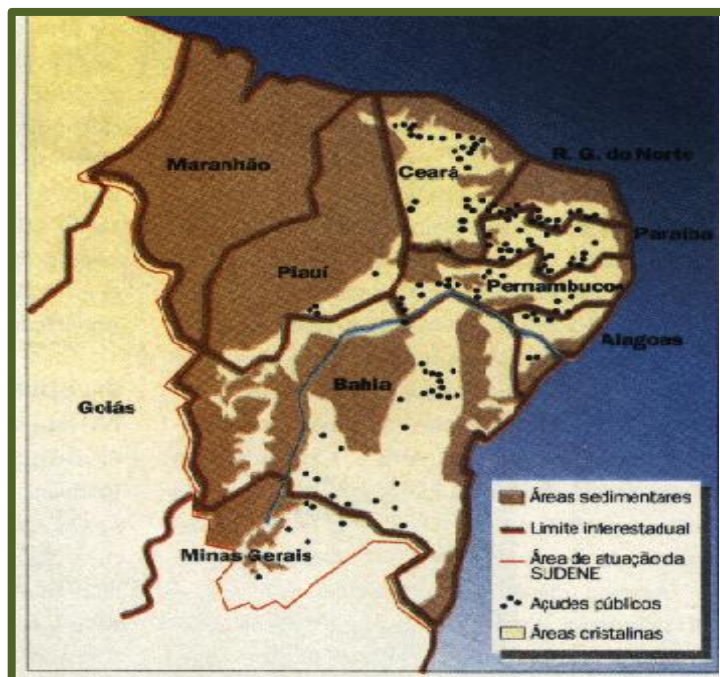 Maranhão
Ceará
R. G. do Norte
Paraíba
Piauí
Pernambuco
Alagoas
Bahia
Goiás
Minas Gerais
Áreas sedimentares
Limite interestadual
Área de atuação da
SUDENE
Açudes públicos
Áreas cristalinas